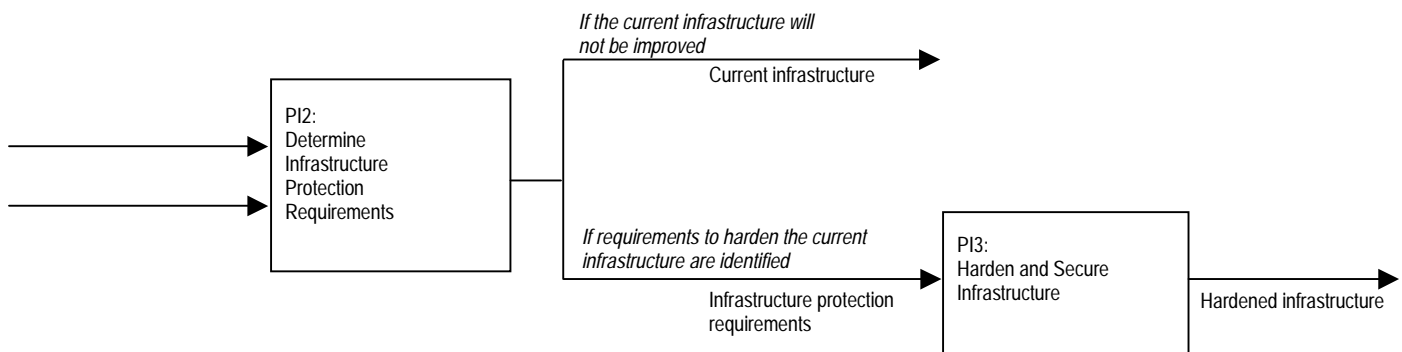 If the current infrastructure will
not be improved
Current infrastructure
PI2:
Determine
Infrastructure
Protection
Requirements
If requirements to harden the current
infrastructure are identified
Infrastructure protection
requirements
PI3:
Harden and Secure
Infrastructure
Hardened infrastructure